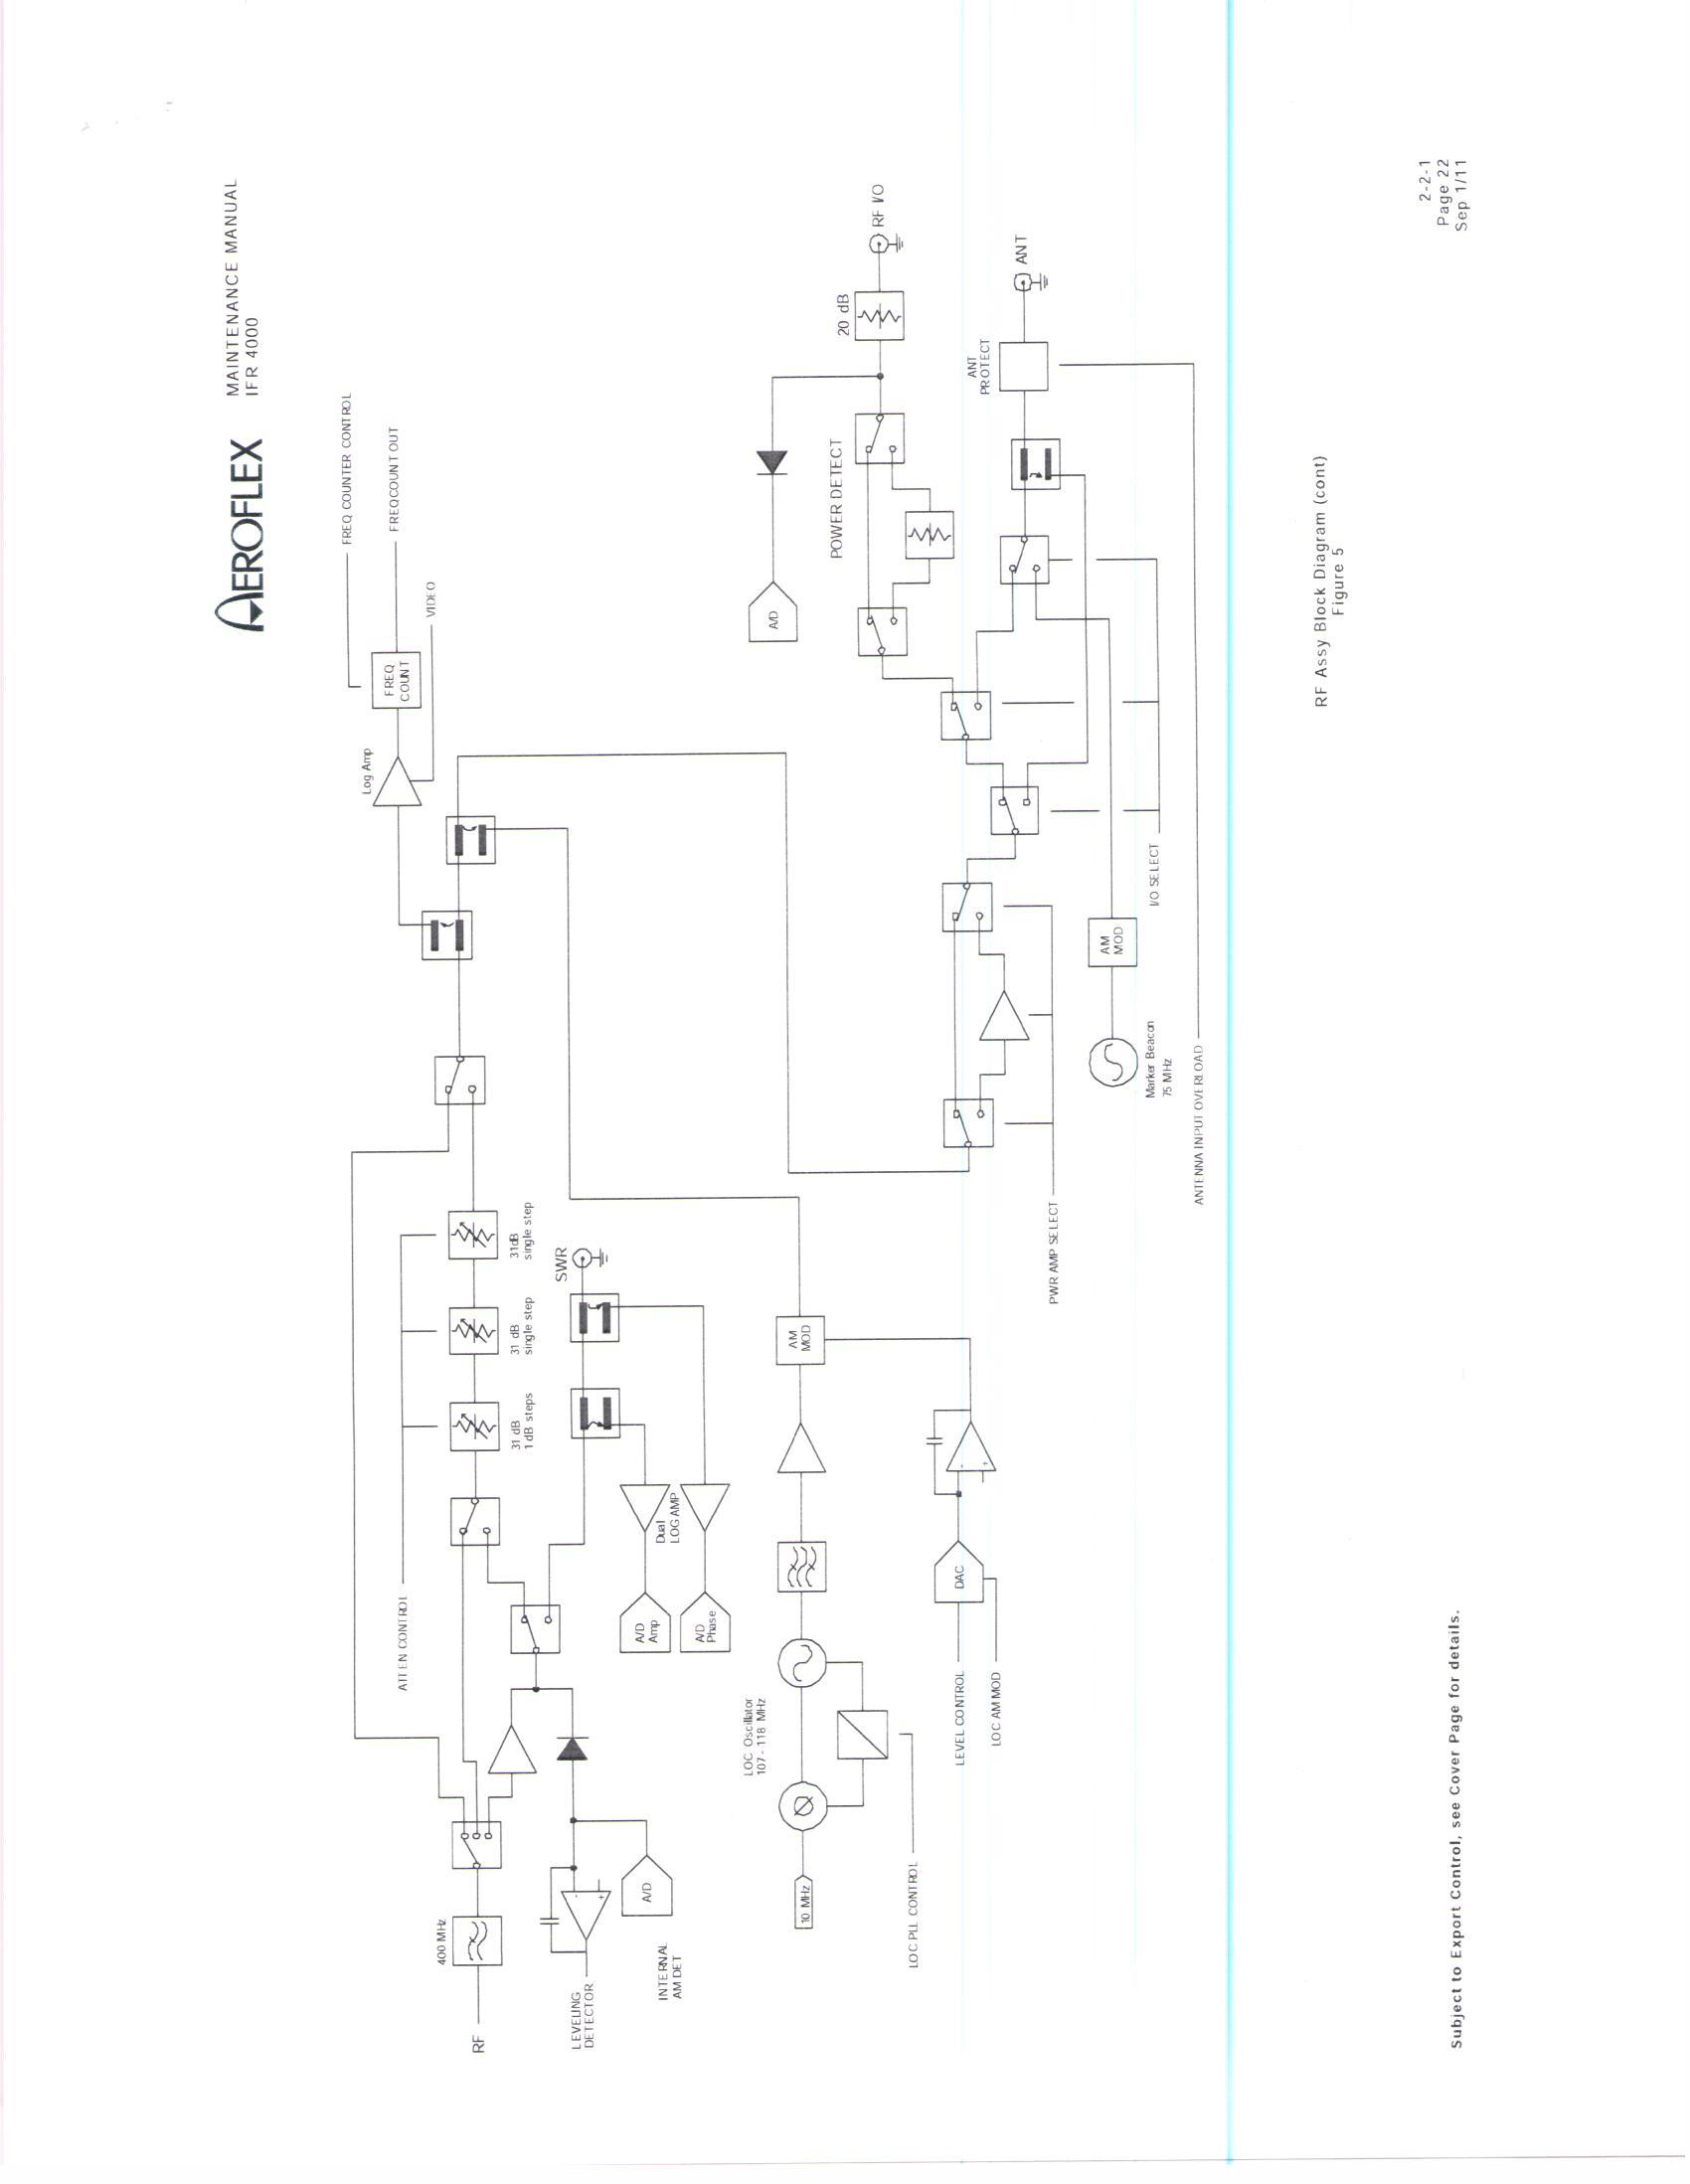 AEROFLEX
MAINTENANCE MANUAL
IFR 4000
FREQ COUNTER CONTROL
FREQ COUNT OUT
VIDEO
Log Amp
FREQ
COUNT
ATTEN CONTROL
31 dB
1 dB steps
31 dB
single step
31dB
single step
400 MHz
RF
SWR
A/D
Amp
A/D
Phase
Dual
LOG AMP
LEVELING
DETECTOR
A/D
INTERNAL
AM DET
LOC Oscillator
107 - 118 MHz
10 MHz
LOC PLL CONTROL
AM
MOD
LEVEL CONTROL
LOC AM MOD
DAC
-
+
-
+
A/D
POWER DETECT
20 dB
RF I/O
ANT
PROTECT
ANT
PWR AMP SELECT
Marker Beacon
75 MHz
AM
MOD
I/O SELECT
ANTENNA INPUT OVERLOAD
RF Assy Block Diagram (cont)
Figure 5
Subject to Export Control, see Cover Page for details.
2-2-1
Page 22
Sep 1/11